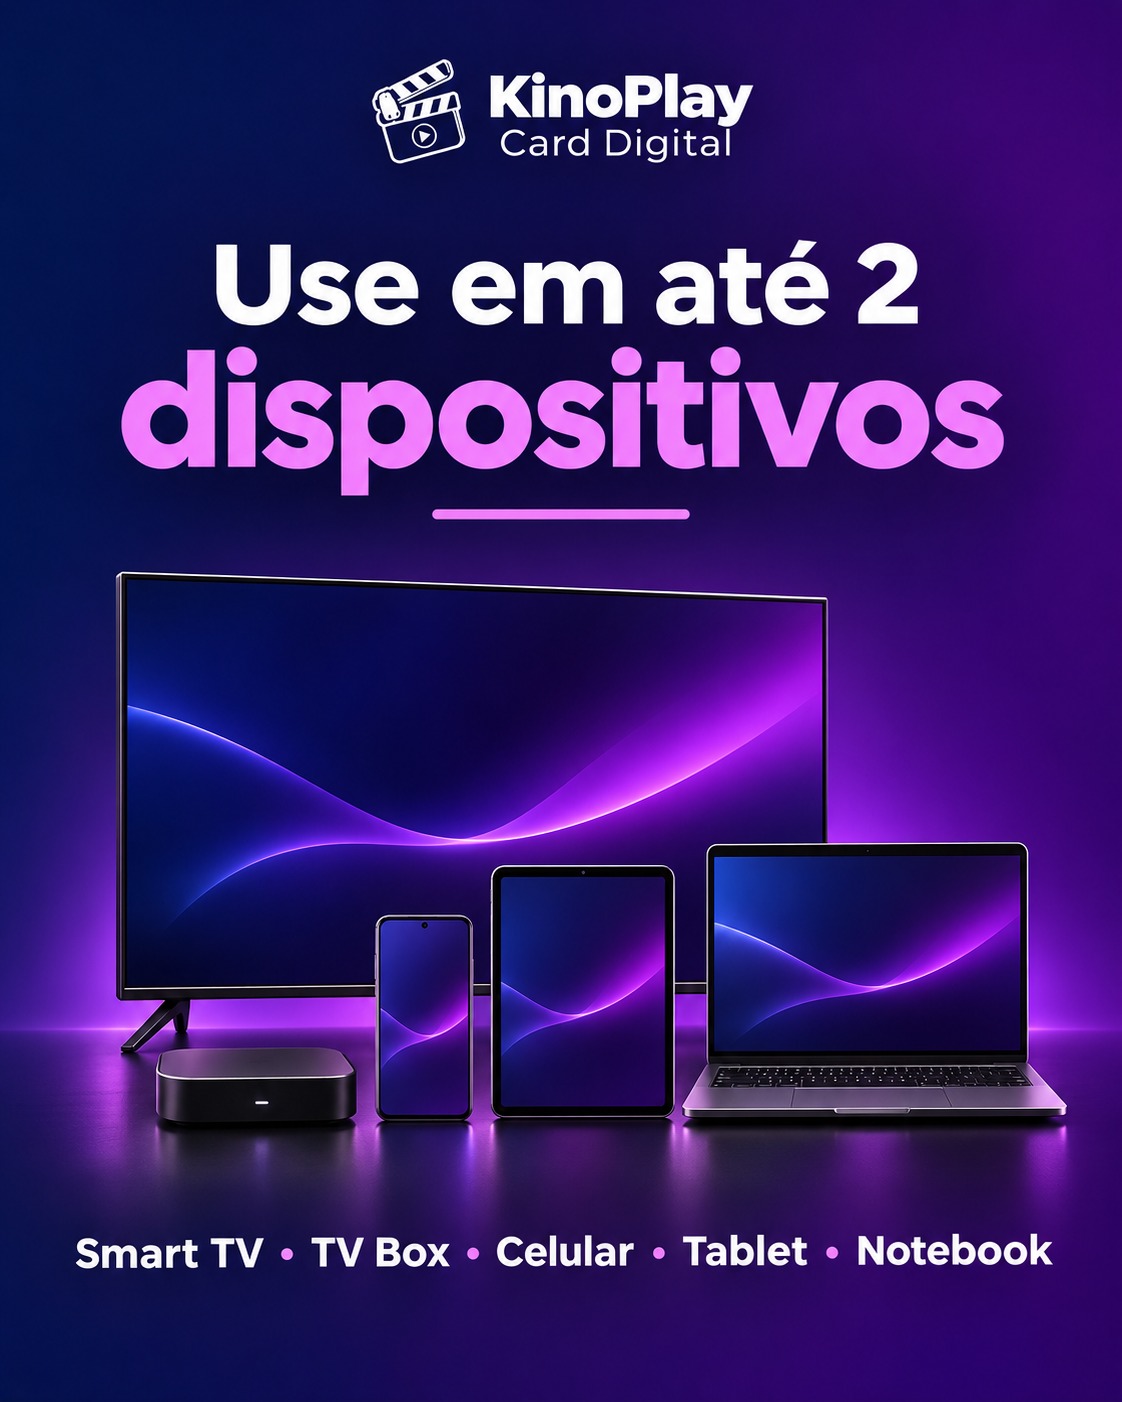 KinoPlay
Card Digital
Use em até 2
dispositivos
Smart TV • TV Box • Celular • Tablet • Notebook